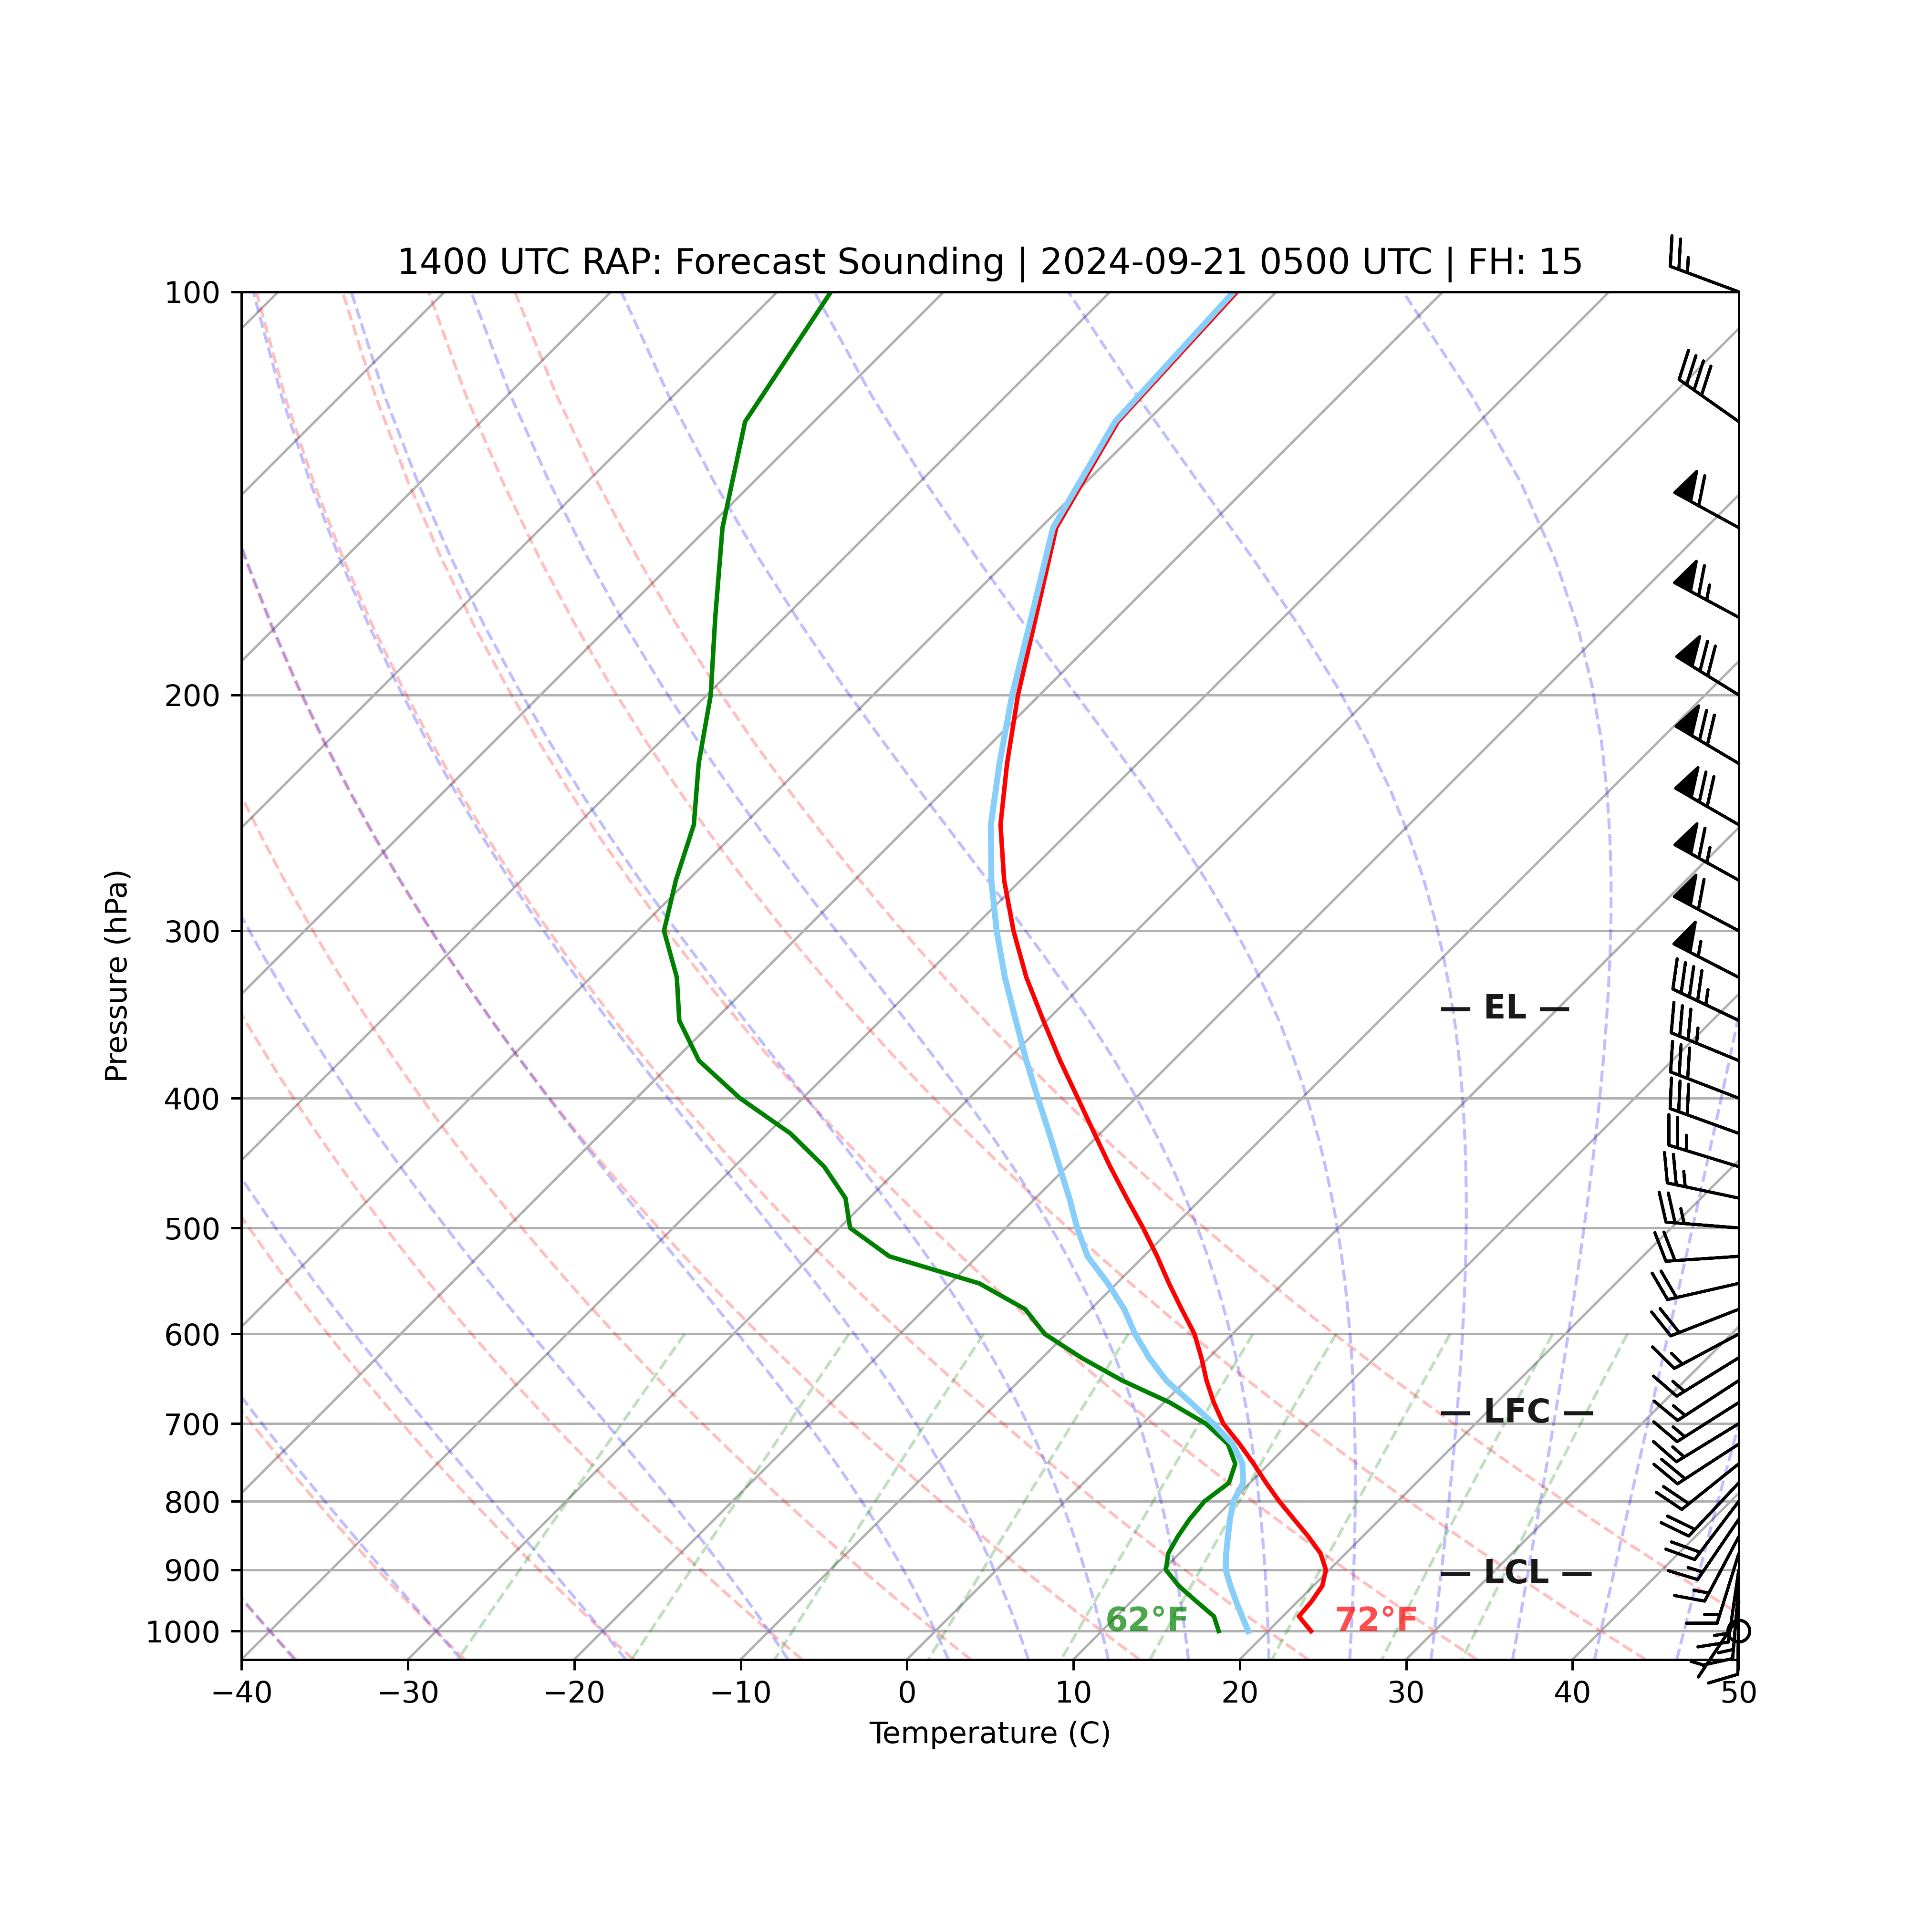 1400 UTC RAP: Forecast Sounding | 2024-09-21 0500 UTC | FH: 15
100
200
300
Pressure (hPa)
— EL —
400
500
600
700
— LFC —
800
900
— LCL —
62°F
72°F
1000
−40
−30
−20
−10
0
10
20
30
40
50
Temperature (C)